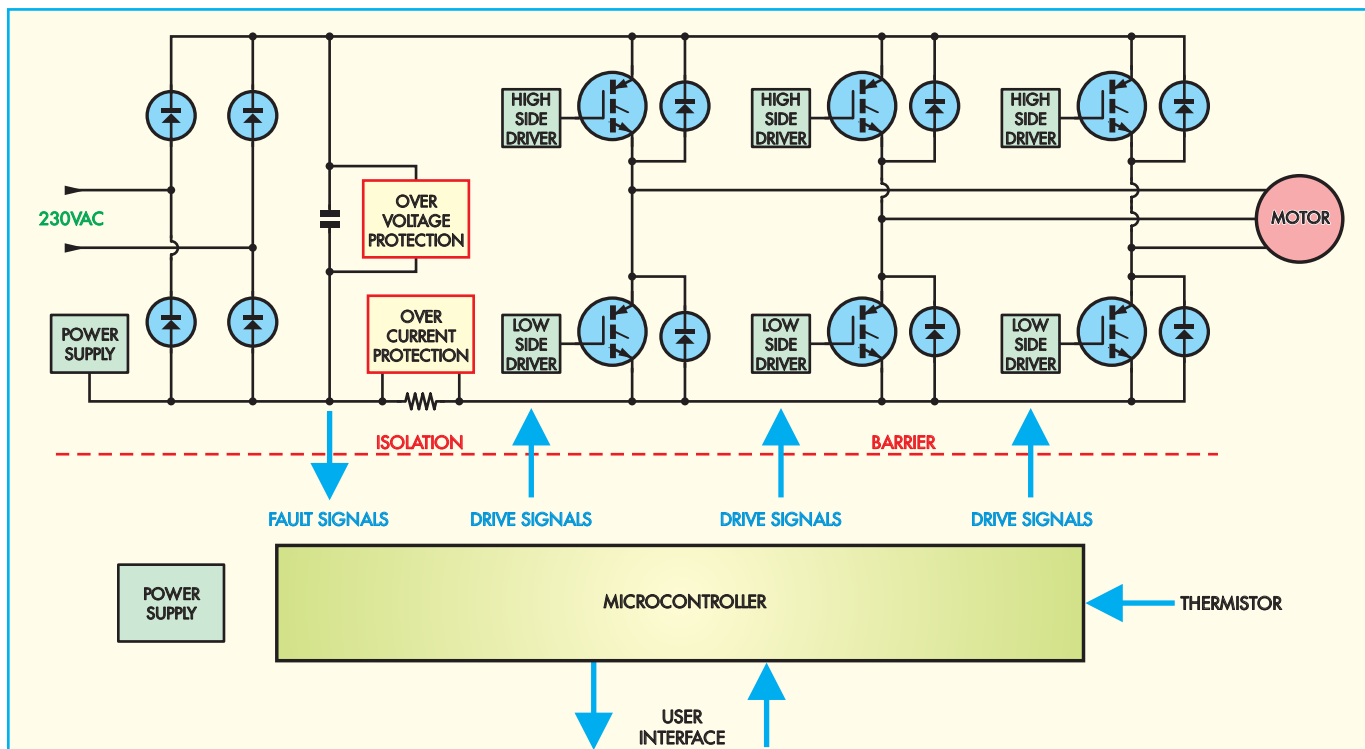 HIGH
SIDE
DRIVER
HIGH
SIDE
DRIVER
HIGH
SIDE
DRIVER
230VAC
OVER
VOLTAGE
PROTECTION
MOTOR
POWER
SUPPLY
OVER
CURRENT
PROTECTION
LOW
SIDE
DRIVER
LOW
SIDE
DRIVER
LOW
SIDE
DRIVER
ISOLATION
BARRIER
FAULT SIGNALS
DRIVE SIGNALS
DRIVE SIGNALS
DRIVE SIGNALS
POWER
SUPPLY
MICROCONTROLLER
THERMISTOR
USER
INTERFACE